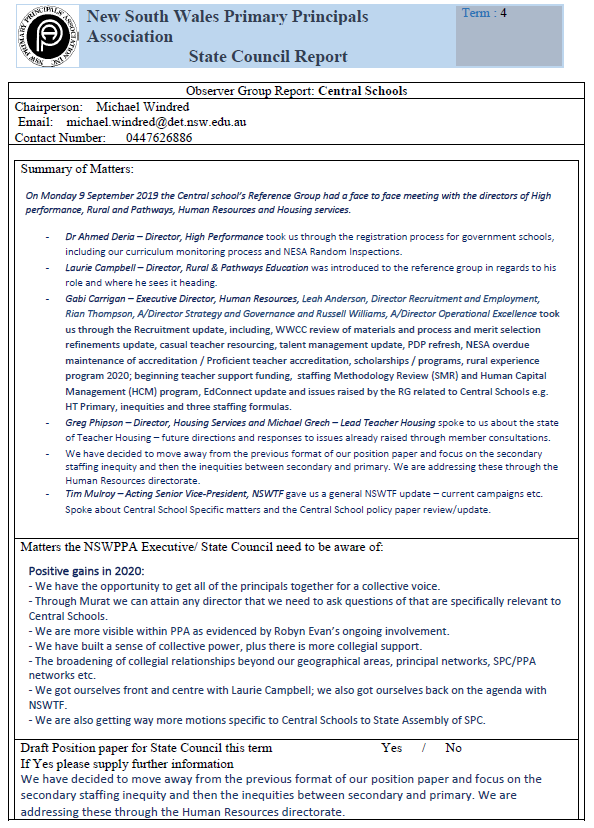 NSW PRIMARY PRINCIPALS' ASSOCIATION INC
PPA
New South Wales Primary Principals
Association
State Council Report
Term : 4
Observer Group Report: Central Schools
Chairperson: Michael Windred
Email: michael.windred@det.nsw.edu.au
Contact Number: 0447626886
Summary of Matters:
On Monday 9 September 2019 the Central school's Reference Group had a face to face meeting with the directors of High
performance, Rural and Pathways, Human Resources and Housing services.
- Dr Ahmed Deria – Director, High Performance took us through the registration process for government schools,
including our curriculum monitoring process and NESA Random Inspections.
- Laurie Campbell – Director, Rural & Pathways Education was introduced to the reference group in regards to his
role and where he sees it heading.
- Gabi Carrigan – Executive Director, Human Resources, Leah Anderson, Director Recruitment and Employment,
Rian Thompson, A/Director Strategy and Governance and Russell Williams, A/Director Operational Excellence took
us through the Recruitment update, including, WWCC review of materials and process and merit selection
refinements update, casual teacher resourcing, talent management update, PDP refresh, NESA overdue
maintenance of accreditation / Proficient teacher accreditation, scholarships / programs, rural experience
program 2020; beginning teacher support funding, staffing Methodology Review (SMR) and Human Capital
Management (HCM) program, EdConnect update and issues raised by the RG related to Central Schools e.g.
HT Primary, inequities and three staffing formulas.
- Greg Phipson – Director, Housing Services and Michael Grech – Lead Teacher Housing spoke to us about the state
of Teacher Housing – future directions and responses to issues already raised through member consultations.
- We have decided to move away from the previous format of our position paper and focus on the secondary
staffing inequity and then the inequities between secondary and primary. We are addressing these through the
Human Resources directorate.
- Tim Mulroy – Acting Senior Vice-President, NSWTF gave us a general NSWTF update – current campaigns etc.
Spoke about Central School Specific matters and the Central School policy paper review/update.
Matters the NSWPPA Executive/ State Council need to be aware of:
Positive gains in 2020:
- We have the opportunity to get all of the principals together for a collective voice.
- Through Murat we can attain any director that we need to ask questions of that are specifically relevant to
Central Schools.
- We are more visible within PPA as evidenced by Robyn Evan's ongoing involvement.
- We have built a sense of collective power, plus there is more collegial support.
- The broadening of collegial relationships beyond our geographical areas, principal networks, SPC/PPA
networks etc.
- We got ourselves front and centre with Laurie Campbell; we also got ourselves back on the agenda with
NSWTF.
- We are also getting way more motions specific to Central Schools to State Assembly of SPC.
Draft Position paper for State Council this term Yes / No
If Yes please supply further information
We have decided to move away from the previous format of our position paper and focus on the
secondary staffing inequity and then the inequities between secondary and primary. We are
addressing these through the Human Resources directorate.